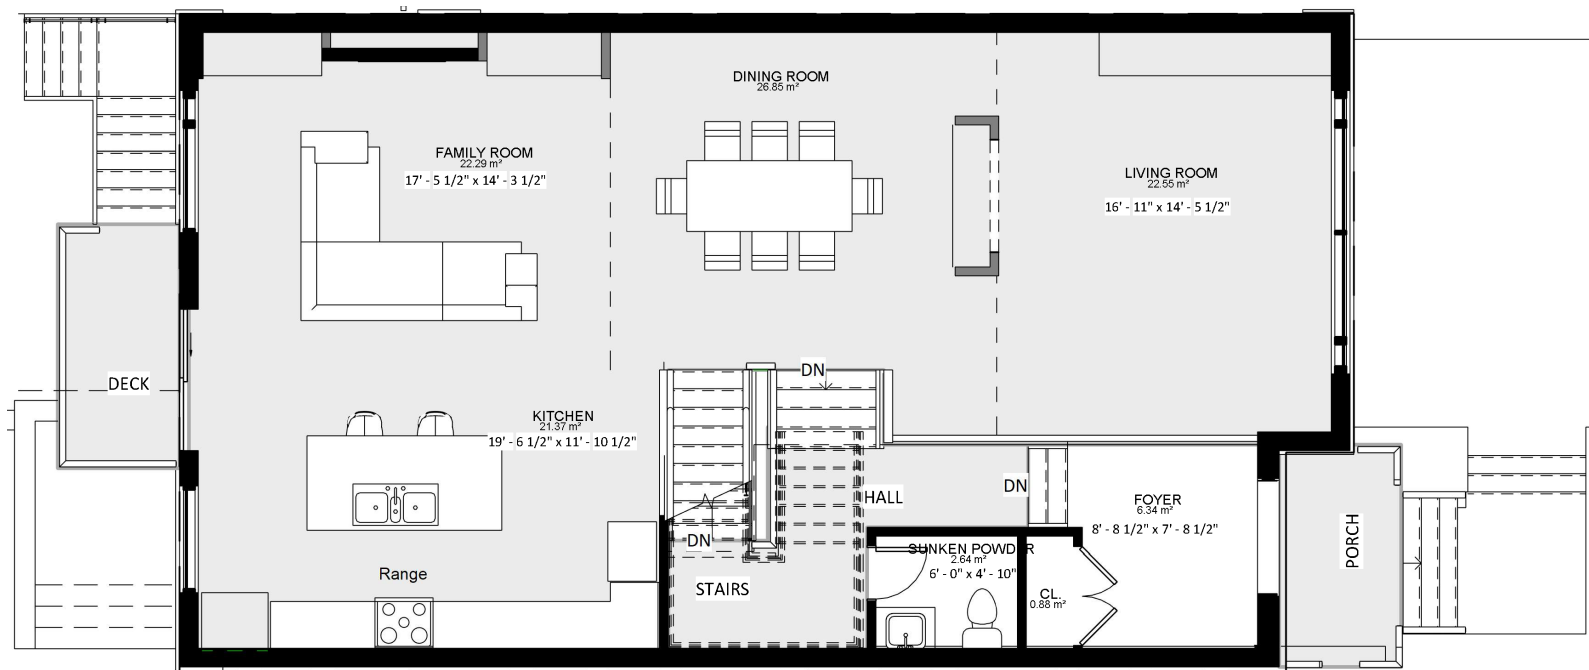 DINING ROOM
26.85 m²
FAMILY ROOM
22.29 m²
17' - 5 1/2" x 14' - 3 1/2"
LIVING ROOM
22.55 m²
16' - 11" x 14' - 5 1/2"
DN
DECK
KITCHEN
21.37 m²
19' - 6 1/2" x 11' - 10 1/2"
DN
HALL
FOYER
6.34 m²
8' - 8 1/2" x 7' - 8 1/2"
DN
PORCH
SUNKEN POWDER
2.64 m²
6' - 0" x 4' - 10"
Range
STAIRS
CL.
0.88 m²